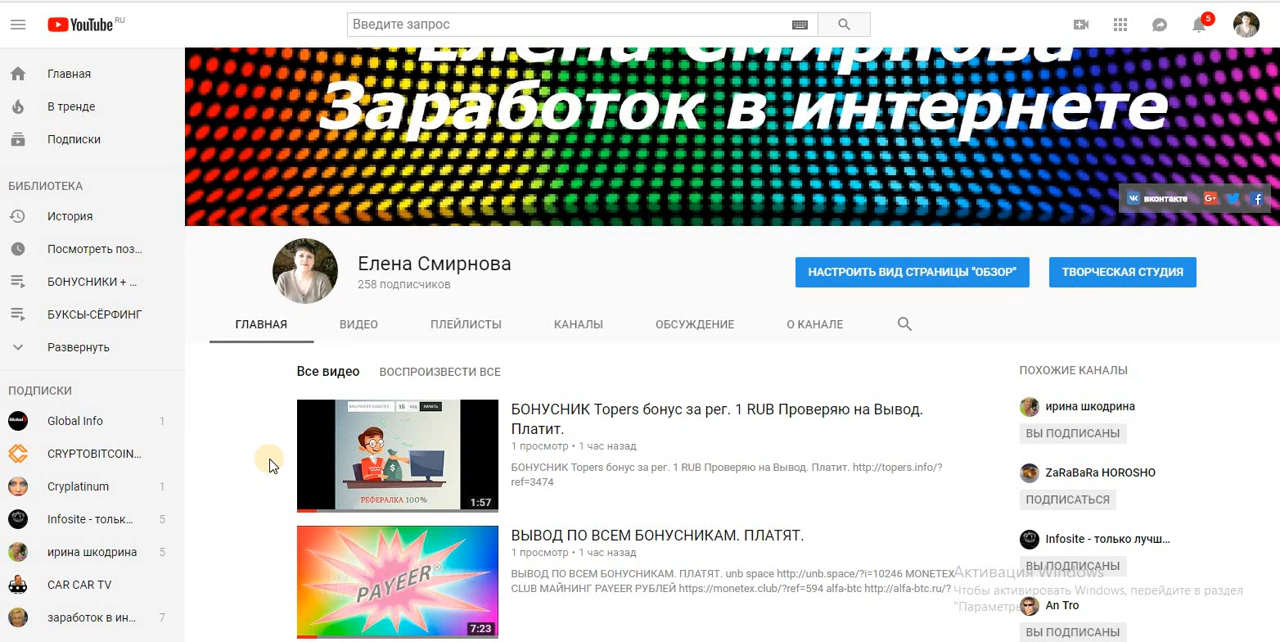 YouTube RU
Введите запрос
5
Елена Смирнова
Заработок в интернете
вконтакте
Главная
В тренде
Подписки
БИБЛИОТЕКА
История
Посмотреть поз...
БОНУСНИКИ + ...
БУКСЫ-СЁРФИНГ
Развернуть
ПОДПИСКИ
Global Info 1
CRYPTOBITCOIN...
Cryplatinum 1
Infosite - тольк... 5
ирина шкодрина 5
CAR CAR TV
заработок в ин... 7
Елена Смирнова
258 подписчиков
НАСТРОИТЬ ВИД СТРАНИЦЫ "ОБЗОР"
ТВОРЧЕСКАЯ СТУДИЯ
ГЛАВНАЯ ВИДЕО ПЛЕЙЛИСТЫ КАНАЛЫ ОБСУЖДЕНИЕ О КАНАЛЕ
Все видео ВОСПРОИЗВЕСТИ ВСЕ
РЕФЕРАЛКА 100%
1:57
БОНУСНИК Topers бонус за рег. 1 RUB Проверяю на Вывод.
Платит.
1 просмотр • 1 час назад
БОНУСНИК Topers бонус за рег. 1 RUB Проверяю на Вывод. Платит. http://topers.info/?
ref=3474
PAYEER
7:23
ВЫВОД ПО ВСЕМ БОНУСНИКАМ. ПЛАТЯТ.
1 просмотр • 1 час назад
ВЫВОД ПО ВСЕМ БОНУСНИКАМ. ПЛАТЯТ. unb space http://unb.space/?i=10246 MONETEX
CLUB МАЙНИНГ PAYEER РУБЛЕЙ https://monetex.club/?ref=594 alfa-btc http://alfa-btc.ru/?
ПОХОЖИЕ КАНАЛЫ
ирина шкодрина
ВЫ ПОДПИСАНЫ
ZaRaBaRa HOROSHO
ПОДПИСАТЬСЯ
Infosite - только лучш...
ВЫ ПОДПИСАНЫ
Активация Windows
Чтобы активировать Windows, перейдите в раздел
"Параметры
An Tro
ВЫ ПОДПИСАНЫ